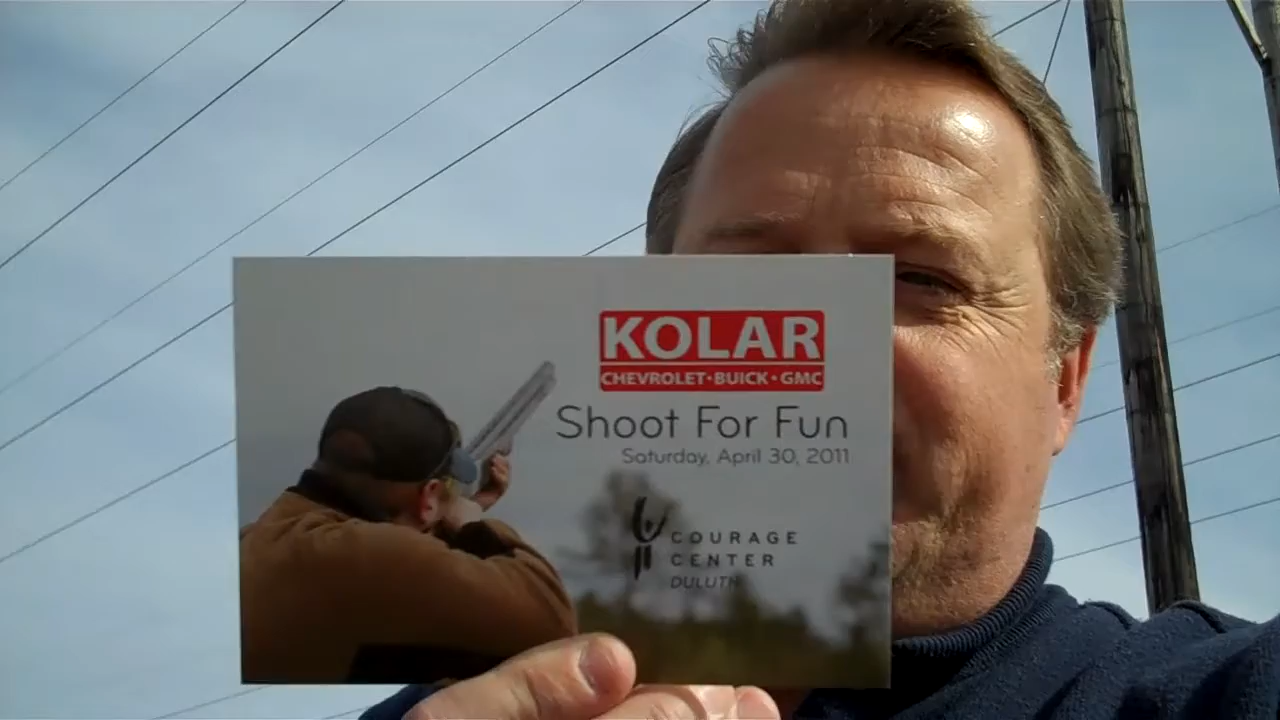 KOLAR
CHEVROLET•BUICK•GMC
Shoot For Fun
Saturday, April 30, 2011
COURAGE
CENTER
DULUTH